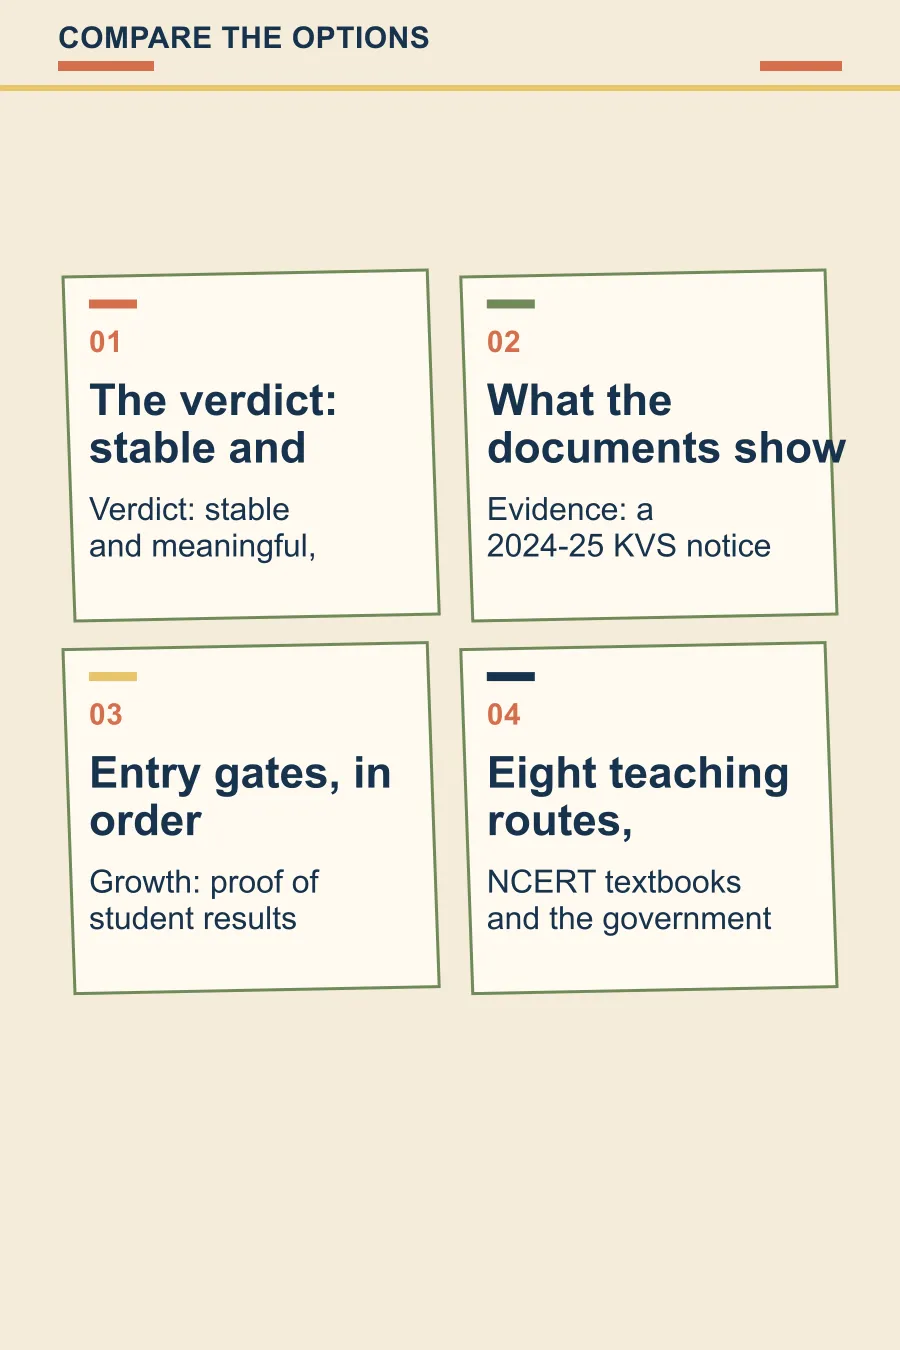 COMPARE THE OPTIONS
01
The verdict:
stable and
Verdict: stable
and meaningful,
02
What the
documents show
Evidence: a
2024-25 KVS notice
03
Entry gates, in
order
Growth: proof of
student results
04
Eight teaching
routes,
NCERT textbooks
and the government